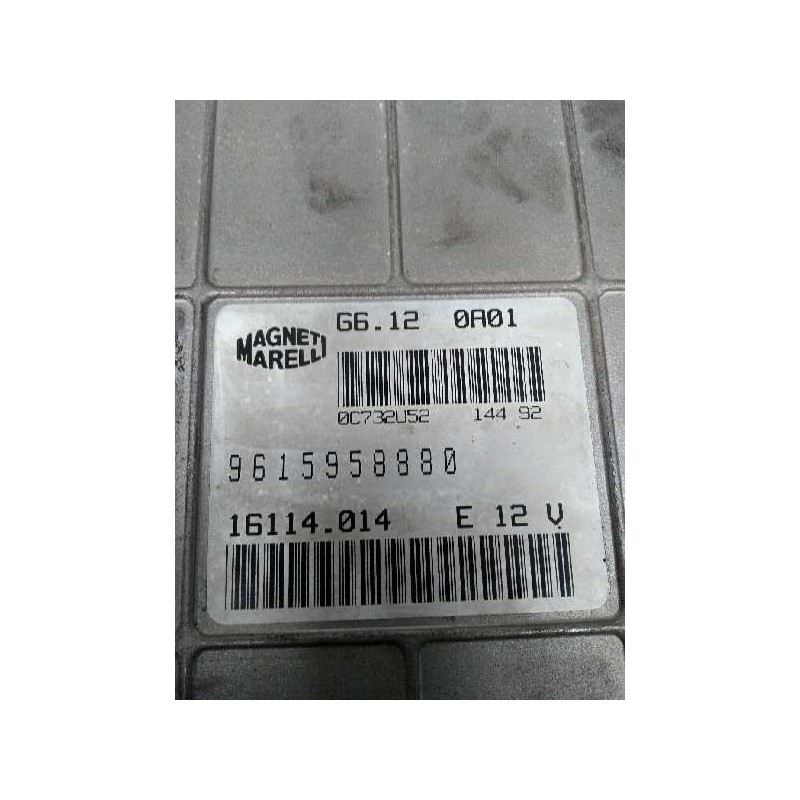 MAGNETI
MARELLI
G6.12 0A01
0C732U52 144 92
9615958880
16114.014 E 12 V